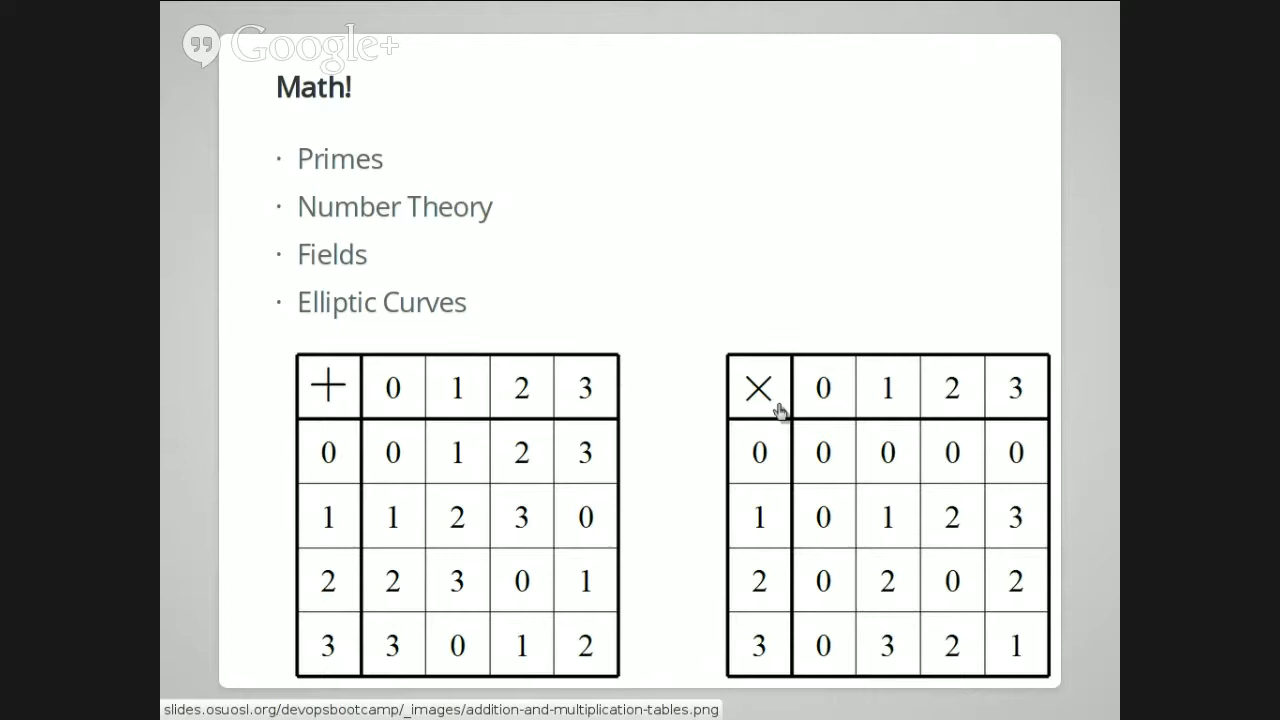 Google+
Math!
· Primes
· Number Theory
· Fields
· Elliptic Curves
+ 0 1 2 3
0 0 1 2 3
1 1 2 3 0
2 2 3 0 1
3 3 0 1 2
× 0 1 2 3
0 0 0 0 0
1 0 1 2 3
2 0 2 0 2
3 0 3 2 1
slides.osuosl.org/devopsbootcamp/_images/addition-and-multiplication-tables.png